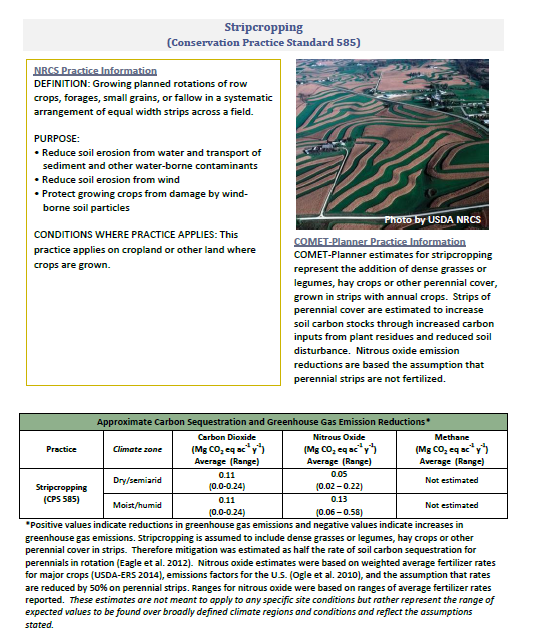 Stripcropping
(Conservation Practice Standard 585)
NRCS Practice Information
DEFINITION: Growing planned rotations of row
crops, forages, small grains, or fallow in a systematic
arrangement of equal width strips across a field.
PURPOSE:
• Reduce soil erosion from water and transport of
sediment and other water-borne contaminants
• Reduce soil erosion from wind
• Protect growing crops from damage by wind-
borne soil particles
CONDITIONS WHERE PRACTICE APPLIES: This
practice applies on cropland or other land where
crops are grown.
Photo by USDA NRCS
COMET-Planner Practice Information
COMET-Planner estimates for stripcropping
represent the addition of dense grasses or
legumes, hay crops or other perennial cover,
grown in strips with annual crops. Strips of
perennial cover are estimated to increase
soil carbon stocks through increased carbon
inputs from plant residues and reduced soil
disturbance. Nitrous oxide emission
reductions are based the assumption that
perennial strips are not fertilized.
Approximate Carbon Sequestration and Greenhouse Gas Emission Reductions*
Practice Climate zone Carbon Dioxide (Mg CO₂ eq ac⁻¹ y⁻¹) Average (Range) Nitrous Oxide (Mg CO₂ eq ac⁻¹ y⁻¹) Average (Range) Methane (Mg CO₂ eq ac⁻¹ y⁻¹) Average (Range)
Stripcropping (CPS 585)
Dry/semiarid 0.11 (0.0-0.24) 0.05 (0.02 – 0.22) Not estimated
Moist/humid 0.11 (0.0-0.24) 0.13 (0.06 – 0.58) Not estimated
*Positive values indicate reductions in greenhouse gas emissions and negative values indicate increases in
greenhouse gas emissions. Stripcropping is assumed to include dense grasses or legumes, hay crops or other
perennial cover in strips. Therefore mitigation was estimated as half the rate of soil carbon sequestration for
perennials in rotation (Eagle et al. 2012). Nitrous oxide estimates were based on weighted average fertilizer rates
for major crops (USDA-ERS 2014), emissions factors for the U.S. (Ogle et al. 2010), and the assumption that rates
are reduced by 50% on perennial strips. Ranges for nitrous oxide were based on ranges of average fertilizer rates
reported. These estimates are not meant to apply to any specific site conditions but rather represent the range of
expected values to be found over broadly defined climate regions and conditions and reflect the assumptions
stated.